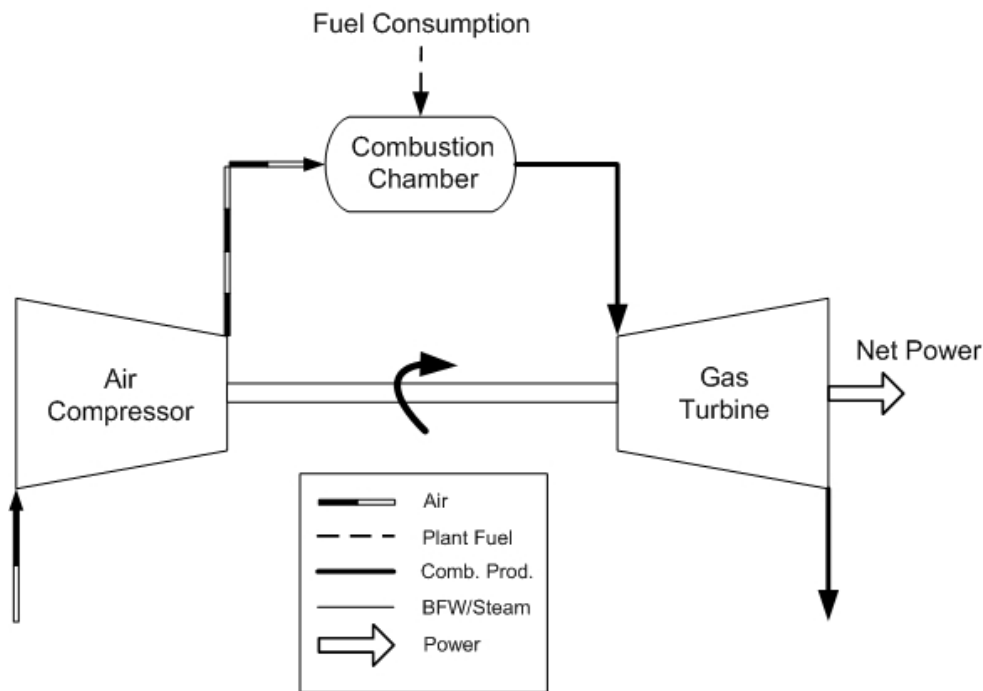 Fuel Consumption
Combustion
Chamber
Air
Compressor
Gas
Turbine
Net Power
Air
Plant Fuel
Comb. Prod.
BFW/Steam
Power